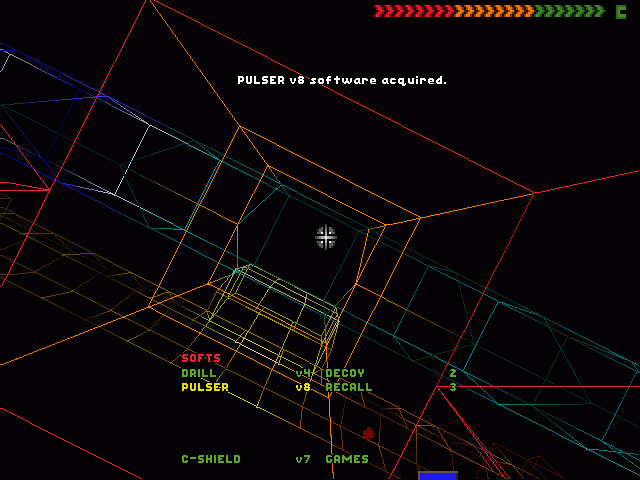 C
PULSER v8 software acquired.
SOFTS
DRILL v4 DECOY 2
PULSER v8 RECALL 3
C-SHIELD v7 GAMES